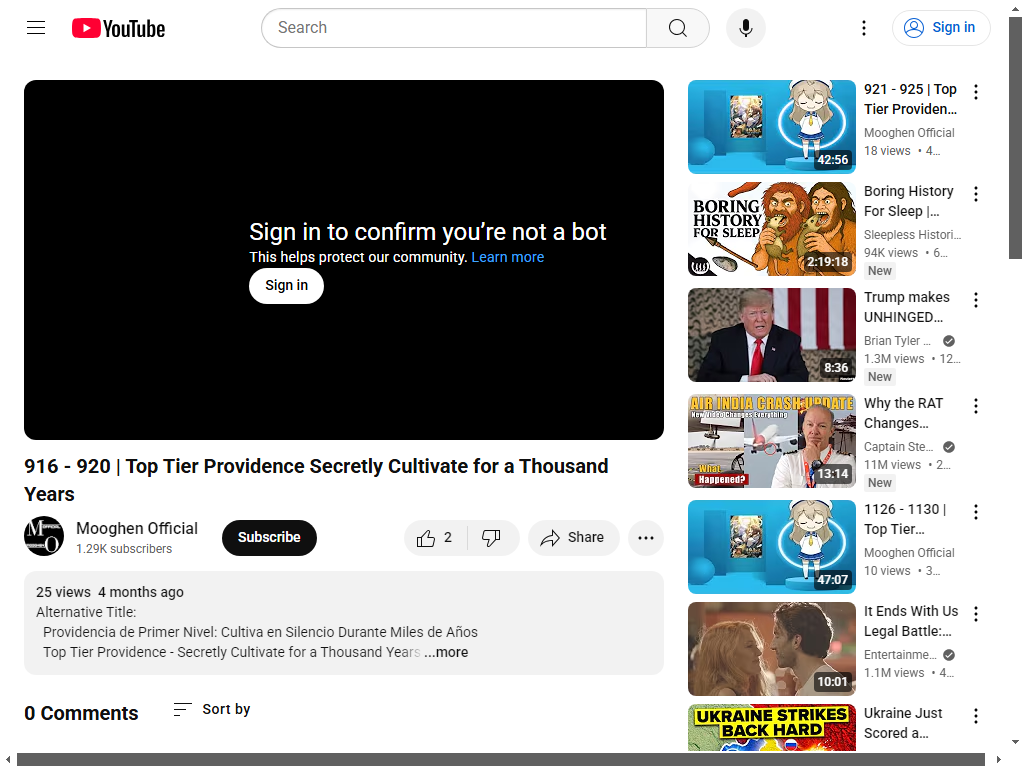 YouTube
Search
Sign in
Sign in to confirm you're not a bot
This helps protect our community. Learn more
Sign in
916 - 920 | Top Tier Providence Secretly Cultivate for a Thousand
Years
Mooghen Official
1.29K subscribers
Subscribe
2
Share
25 views 4 months ago
Alternative Title:
Providencia de Primer Nivel: Cultiva en Silencio Durante Miles de Años
Top Tier Providence - Secretly Cultivate for a Thousand Years ...more
0 Comments
Sort by
42:56
921 - 925 | Top
Tier Providen...
Mooghen Official
18 views • 4...
BORING
HISTORY
FOR SLEEP
2:19:18
Boring History
For Sleep |...
Sleepless Histori...
94K views • 6...
New
8:36
Trump makes
UNHINGED...
Brian Tyler ...
1.3M views • 12...
New
AIR INDIA CRASH UPDATE
New Video Changes Everything
What
Happened?
13:14
Why the RAT
Changes...
Captain Ste...
11M views • 2...
New
47:07
1126 - 1130 |
Top Tier...
Mooghen Official
10 views • 3...
10:01
It Ends With Us
Legal Battle:...
Entertainme...
1.1M views • 4...
UKRAINE STRIKES
BACK HARD
Ukraine Just
Scored a...